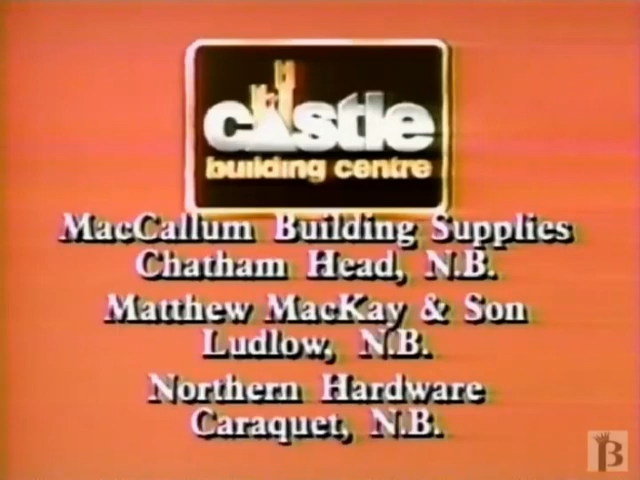 castle
building centre
MacCallum Building Supplies
Chatham Head, N.B.
Matthew MacKay & Son
Ludlow, N.B.
Northern Hardware
Caraquet, N.B.
B